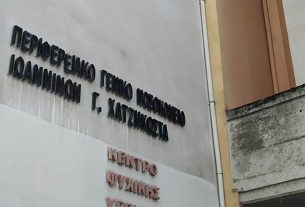 ΠΕΡΙΦΕΡΕΙΑΚΟ ΓΕΝΙΚΟ ΝΟΣΟΚΟΜΕΙΟ
ΙΩΑΝΝΙΝΩΝ Γ. ΧΑΤΖΗΚΩΣΤΑ
ΚΕΝΤΡΟ
ΨΥΧΙΚΗΣ